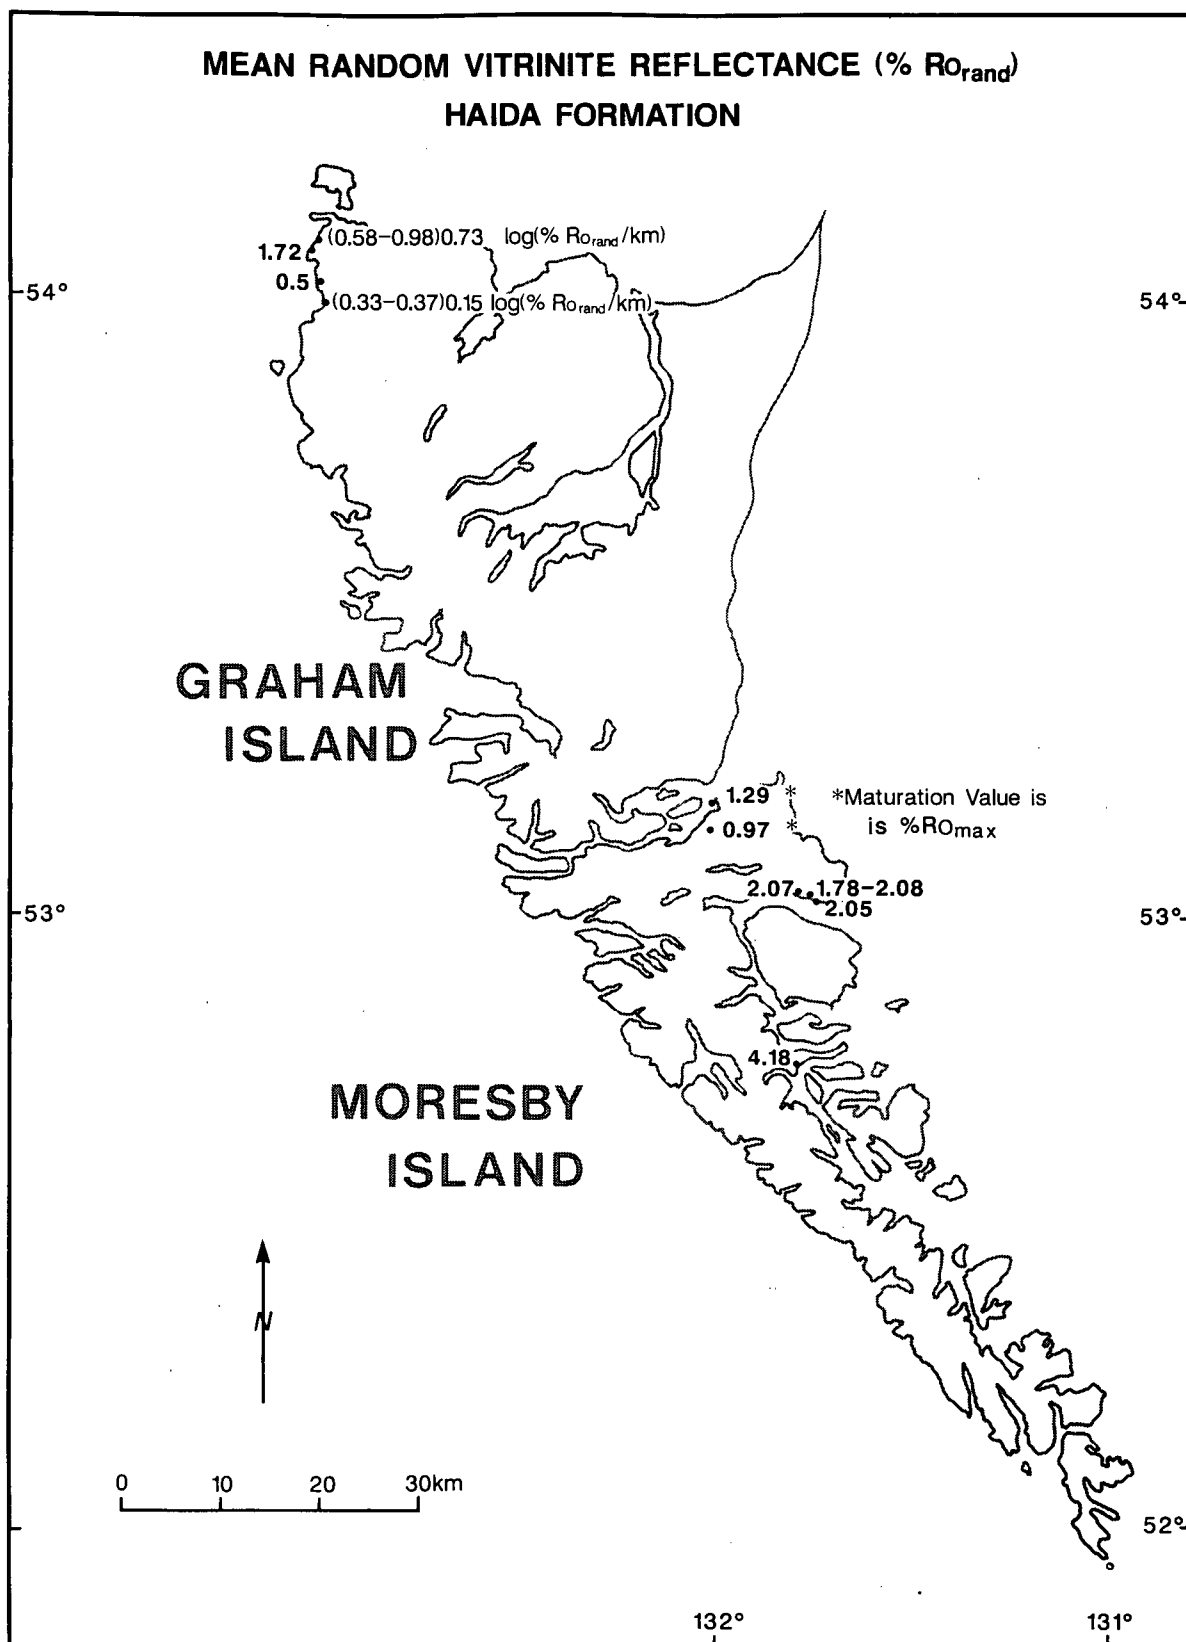 MEAN RANDOM VITRINITE REFLECTANCE (% Ro_rand)
HAIDA FORMATION
(0.58–0.98)0.73 log(% Ro_rand/km)
1.72
0.5
54°
(0.33–0.37)0.15 log(% Ro_rand/km)
54°
GRAHAM
ISLAND
1.29
*
*Maturation Value is
0.97
*
is %RO_max
2.07
1.78–2.08
2.05
53°
53°
4.18
MORESBY
ISLAND
N
0 10 20 30km
52°
132° 131°